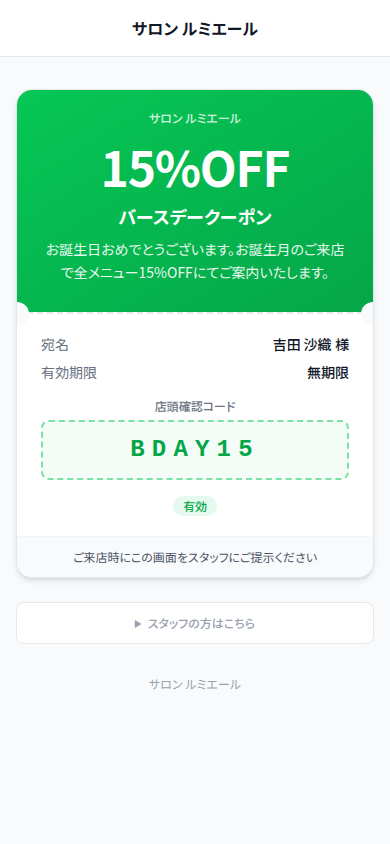 サロン ルミエール
サロン ルミエール
15%OFF
バースデークーポン
お誕生日おめでとうございます。お誕生月のご来店
で全メニュー15%OFFにてご案内いたします。
宛名 吉田 沙織 様
有効期限 無期限
店頭確認コード
BDAY15
有効
ご来店時にこの画面をスタッフにご提示ください
▶ スタッフの方はこちら
サロン ルミエール